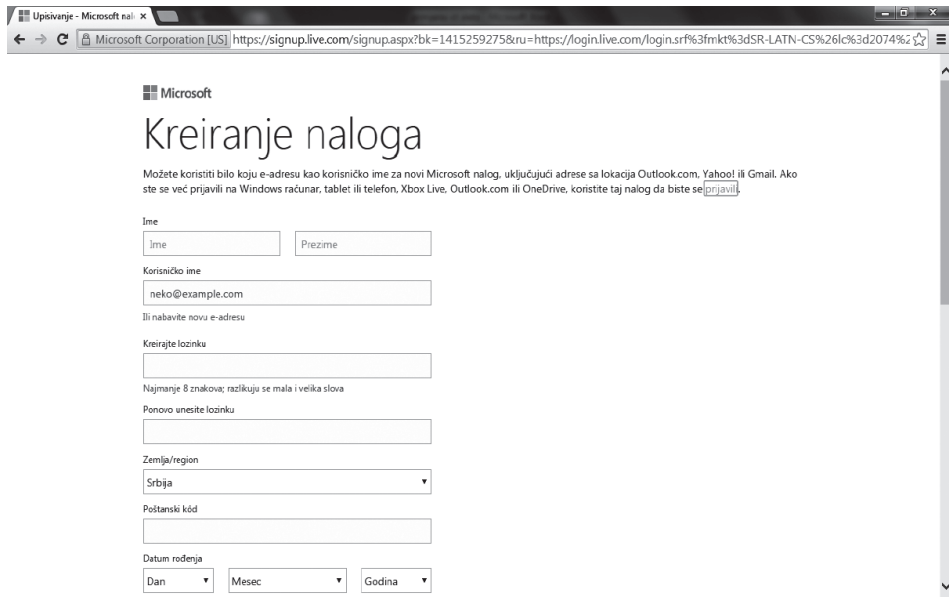 Upisivanje - Microsoft nal
Microsoft Corporation [US] https://signup.live.com/signup.aspx?bk=1415259275&ru=https://login.live.com/login.srf%3fmkt%3dSR-LATN-CS%26lc%3d2074%2
Microsoft
Kreiranje naloga
Možete koristiti bilo koju e-adresu kao korisničko ime za novi Microsoft nalog, uključujući adrese sa lokacija Outlook.com, Yahoo! ili Gmail. Ako
ste se već prijavili na Windows računar, tablet ili telefon, Xbox Live, Outlook.com ili OneDrive, koristite taj nalog da biste se prijavili.
Ime
Ime Prezime
Korisničko ime
neko@example.com
Ili nabavite novu e-adresu
Kreirajte lozinku
Najmanje 8 znakova; razlikuju se mala i velika slova
Ponovo unesite lozinku
Zemlja/region
Srbija
Poštanski kôd
Datum rođenja
Dan Mesec Godina